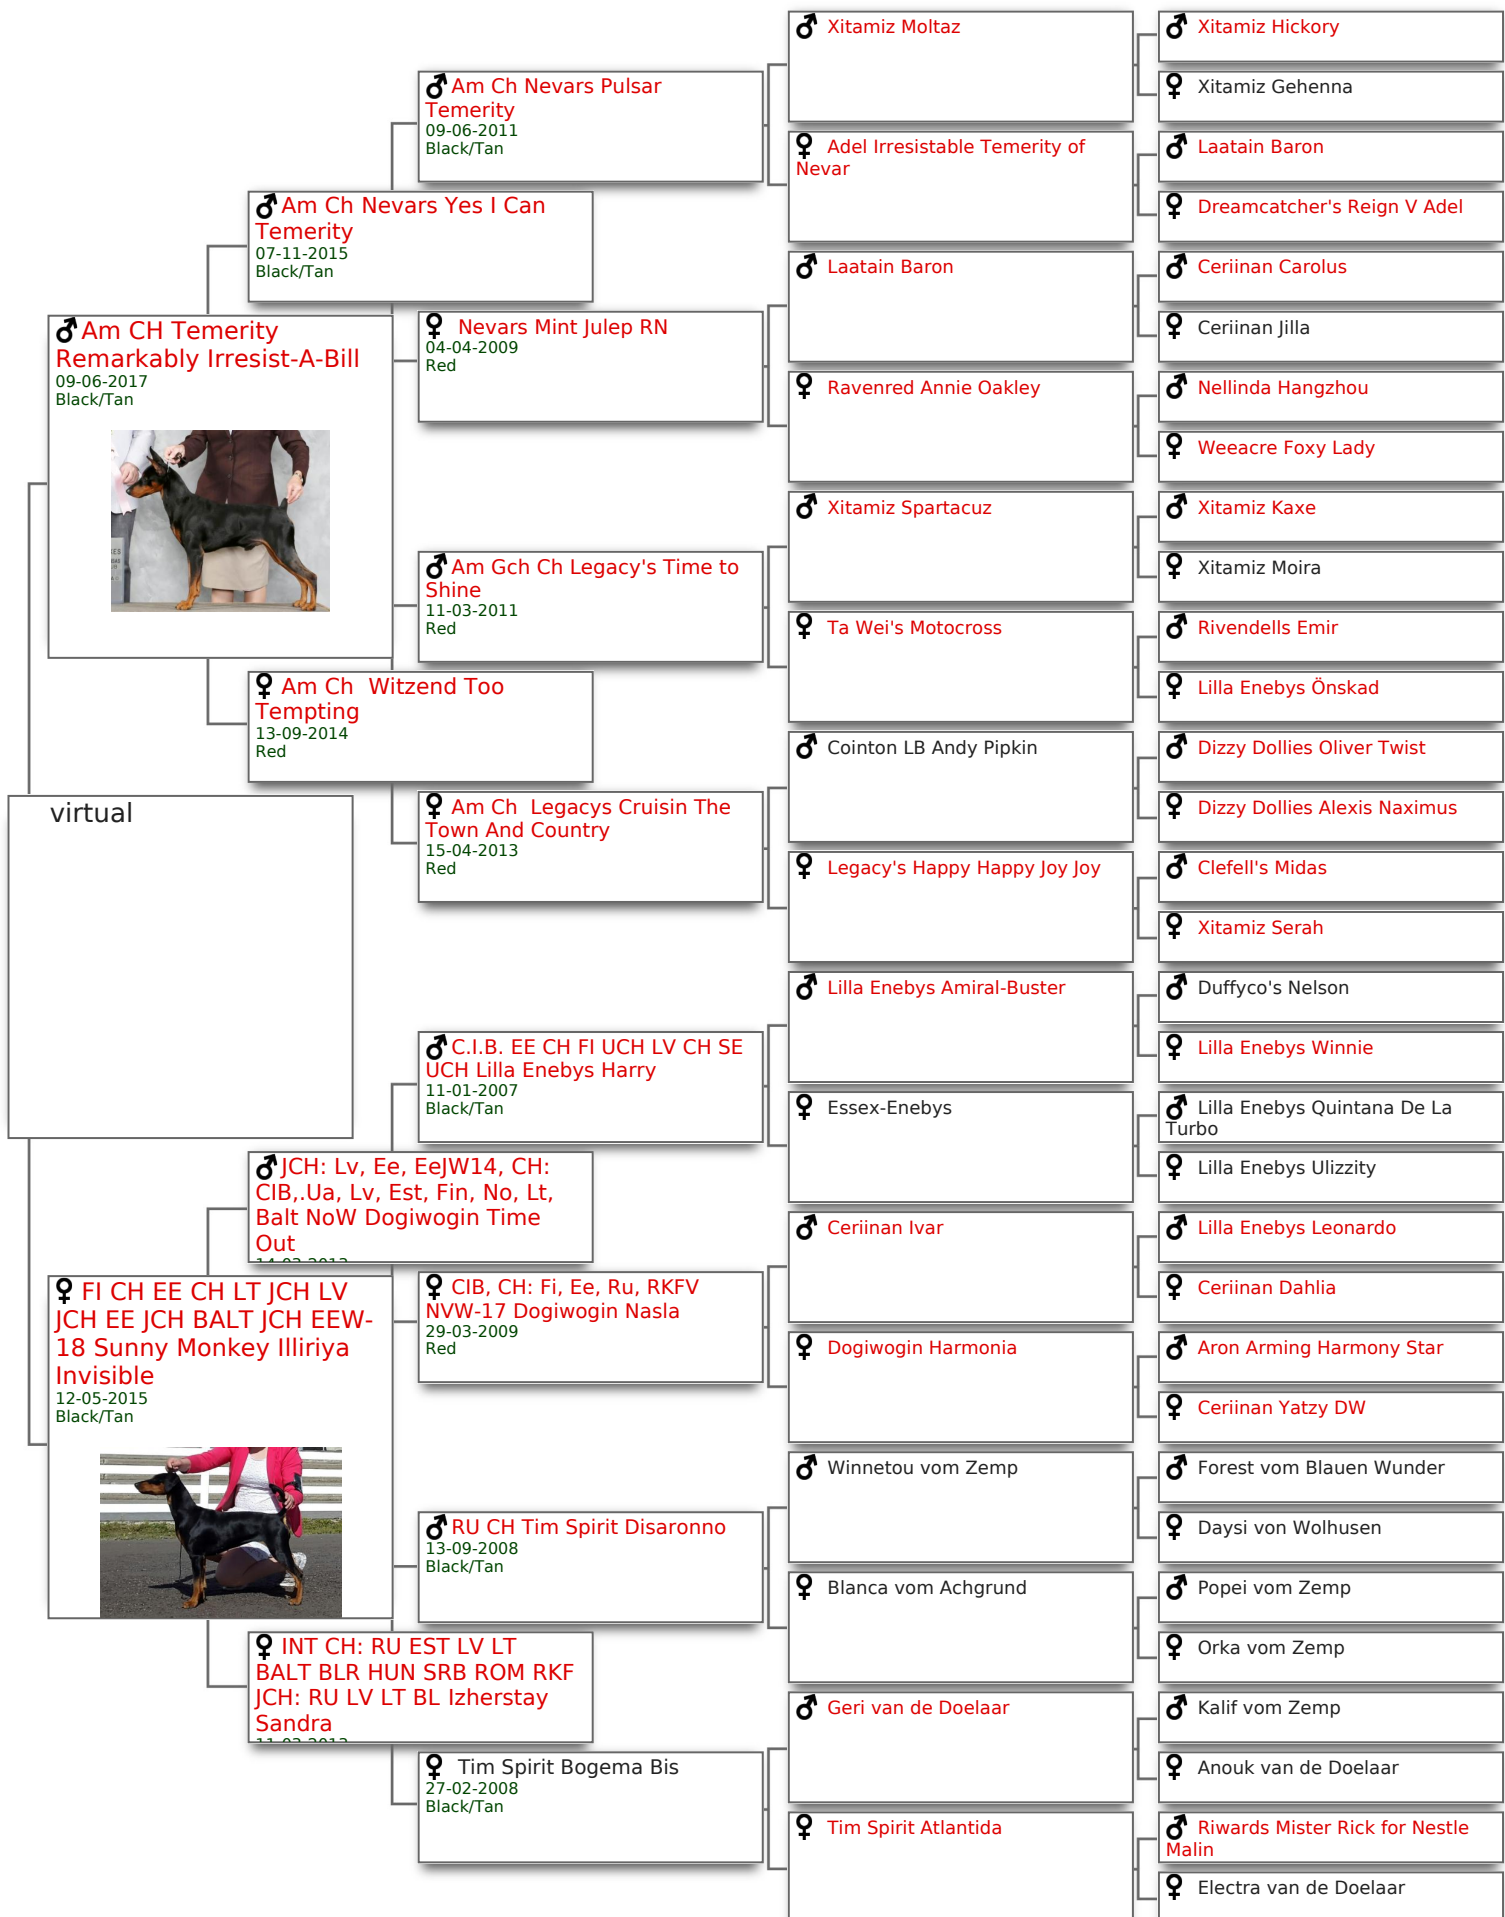 virtual
Am CH Temerity
Remarkably Irresist-A-Bill
09-06-2017
Black/Tan
FI CH EE CH LT JCH LV
JCH EE JCH BALT JCH EEW-
18 Sunny Monkey Illiriya
Invisible
12-05-2015
Black/Tan
Am Ch Nevars Yes I Can
Temerity
07-11-2015
Black/Tan
Am Ch  Witzend Too
Tempting
13-09-2014
Red
JCH: Lv, Ee, EeJW14, CH:
CIB,.Ua, Lv, Est, Fin, No, Lt,
Balt NoW Dogiwogin Time
Out
INT CH: RU EST LV LT
BALT BLR HUN SRB ROM RKF
JCH: RU LV LT BL Izherstay
Sandra
Am Ch Nevars Pulsar
Temerity
09-06-2011
Black/Tan
Nevars Mint Julep RN
04-04-2009
Red
Am Gch Ch Legacy's Time to
Shine
11-03-2011
Red
Am Ch  Legacys Cruisin The
Town And Country
15-04-2013
Red
C.I.B. EE CH FI UCH LV CH SE
UCH Lilla Enebys Harry
11-01-2007
Black/Tan
CIB, CH: Fi, Ee, Ru, RKFV
NVW-17 Dogiwogin Nasla
29-03-2009
Red
RU CH Tim Spirit Disaronno
13-09-2008
Black/Tan
Tim Spirit Bogema Bis
27-02-2008
Black/Tan
Xitamiz Moltaz
Adel Irresistable Temerity of
Nevar
Laatain Baron
Ravenred Annie Oakley
Xitamiz Spartacuz
Ta Wei's Motocross
Cointon LB Andy Pipkin
Legacy's Happy Happy Joy Joy
Lilla Enebys Amiral-Buster
Essex-Enebys
Ceriinan Ivar
Dogiwogin Harmonia
Winnetou vom Zemp
Blanca vom Achgrund
Geri van de Doelaar
Tim Spirit Atlantida
Xitamiz Hickory
Xitamiz Gehenna
Laatain Baron
Dreamcatcher's Reign V Adel
Ceriinan Carolus
Ceriinan Jilla
Nellinda Hangzhou
Weeacre Foxy Lady
Xitamiz Kaxe
Xitamiz Moira
Rivendells Emir
Lilla Enebys Önskad
Dizzy Dollies Oliver Twist
Dizzy Dollies Alexis Naximus
Clefell's Midas
Xitamiz Serah
Duffyco's Nelson
Lilla Enebys Winnie
Lilla Enebys Quintana De La
Turbo
Lilla Enebys Ulizzity
Lilla Enebys Leonardo
Ceriinan Dahlia
Aron Arming Harmony Star
Ceriinan Yatzy DW
Forest vom Blauen Wunder
Daysi von Wolhusen
Popei vom Zemp
Orka vom Zemp
Kalif vom Zemp
Anouk van de Doelaar
Riwards Mister Rick for Nestle
Malin
Electra van de Doelaar